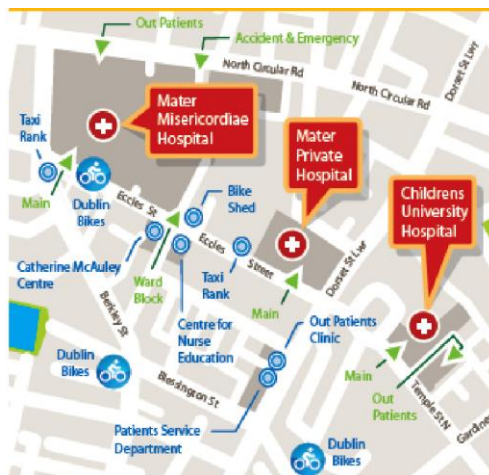 Out Patients
Accident & Emergency
North Circular Rd
North Circular Rd
Dorset St Lwr
Mater
Misericordiae
Hospital
Mater
Private
Hospital
Childrens
University
Hospital
Taxi
Rank
Main
Dublin
Bikes
Eccles St
Bike
Shed
Catherine McAuley
Centre
Ward
Block
Eccles
Street
Taxi
Rank
Centre for
Nurse
Education
Main
Dorset St Lwr
Berkley St
Out Patients
Clinic
Dublin
Bikes
Blessington St
Patients Service
Department
Main
Out
Patients
Temple St N
Gardine
Dublin
Bikes